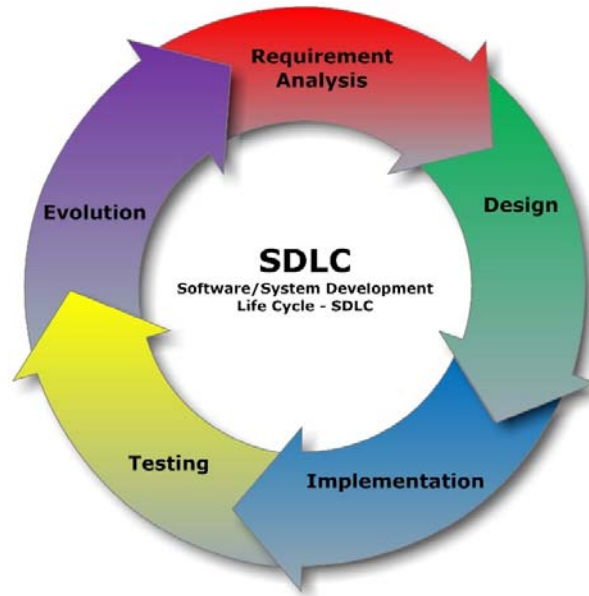 Requirement
Analysis
Design
Evolution
SDLC
Software/System Development
Life Cycle - SDLC
Testing
Implementation